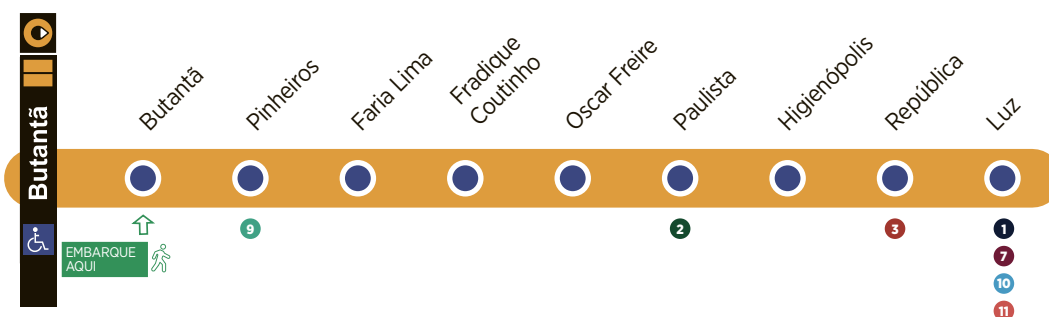 Butantã
Butantã
Pinheiros
Faria Lima
Fradique
Coutinho
Oscar Freire
Paulista
Higienópolis
República
Luz
9
2
3
1
7
10
11
EMBARQUE
AQUI